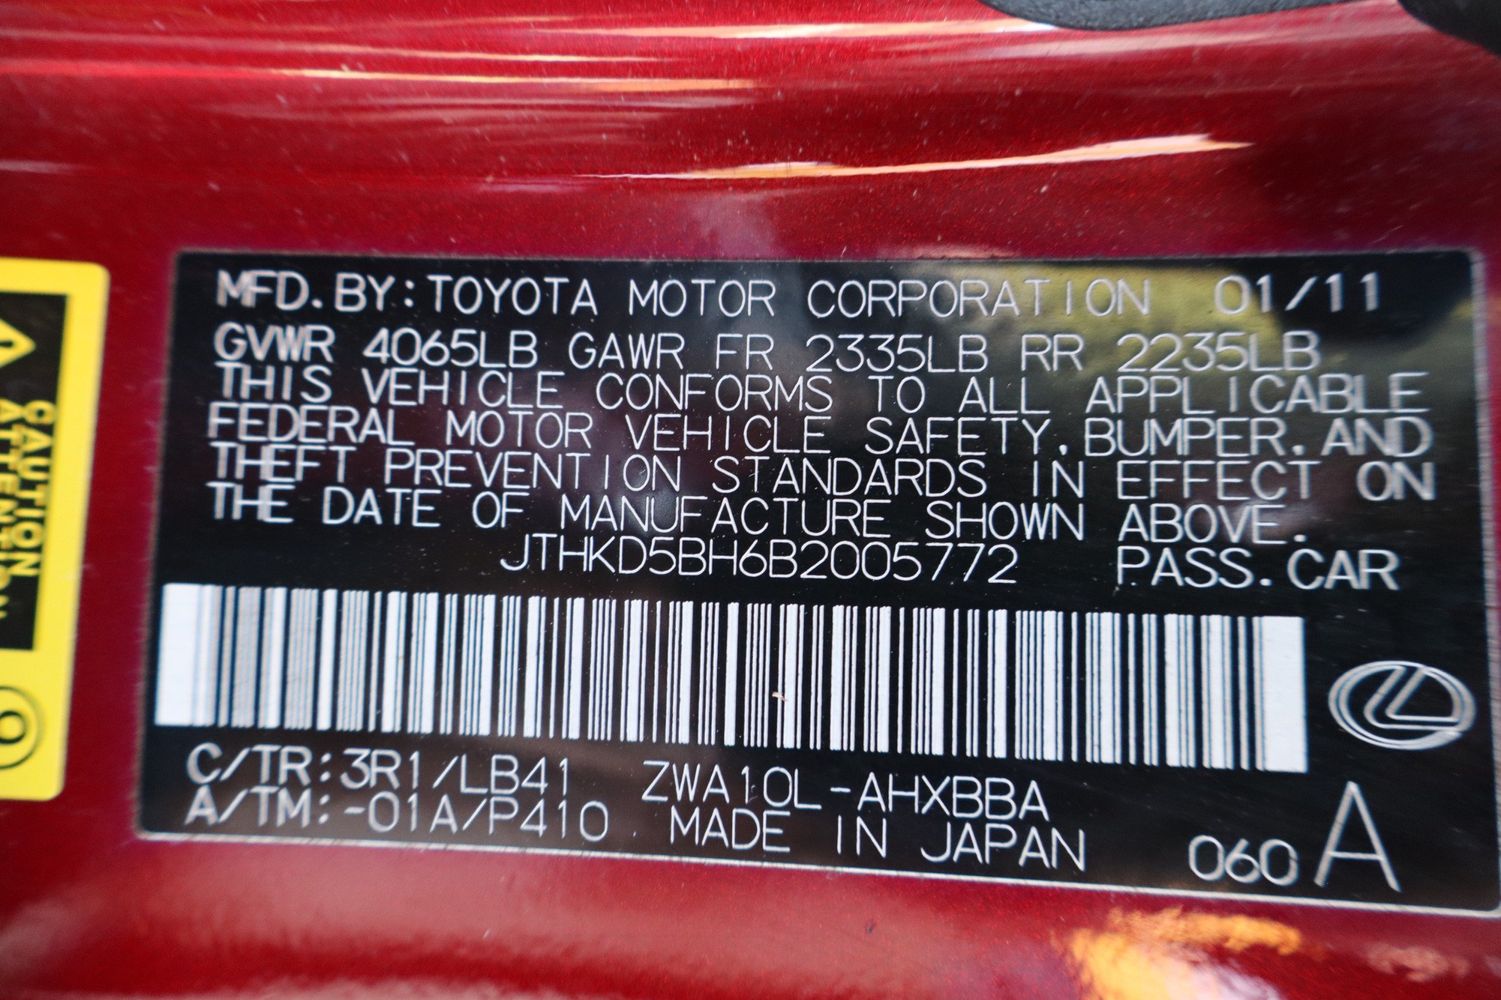 MFD. BY: TOYOTA MOTOR CORPORATION 01/11
GVWR 4065LB GAWR FR 2335LB RR 2235LB
THIS VEHICLE CONFORMS TO ALL APPLICABLE
FEDERAL MOTOR VEHICLE SAFETY, BUMPER, AND
THEFT PREVENTION STANDARDS IN EFFECT ON
THE DATE OF MANUFACTURE SHOWN ABOVE.
JTHKD5BH6B2005772 PASS. CAR
C/TR: 3R1/LB41 ZWA10L-AHXBBA
A/TM: -01A/P410 MADE IN JAPAN
060 A
CAUTION
ATTENTION